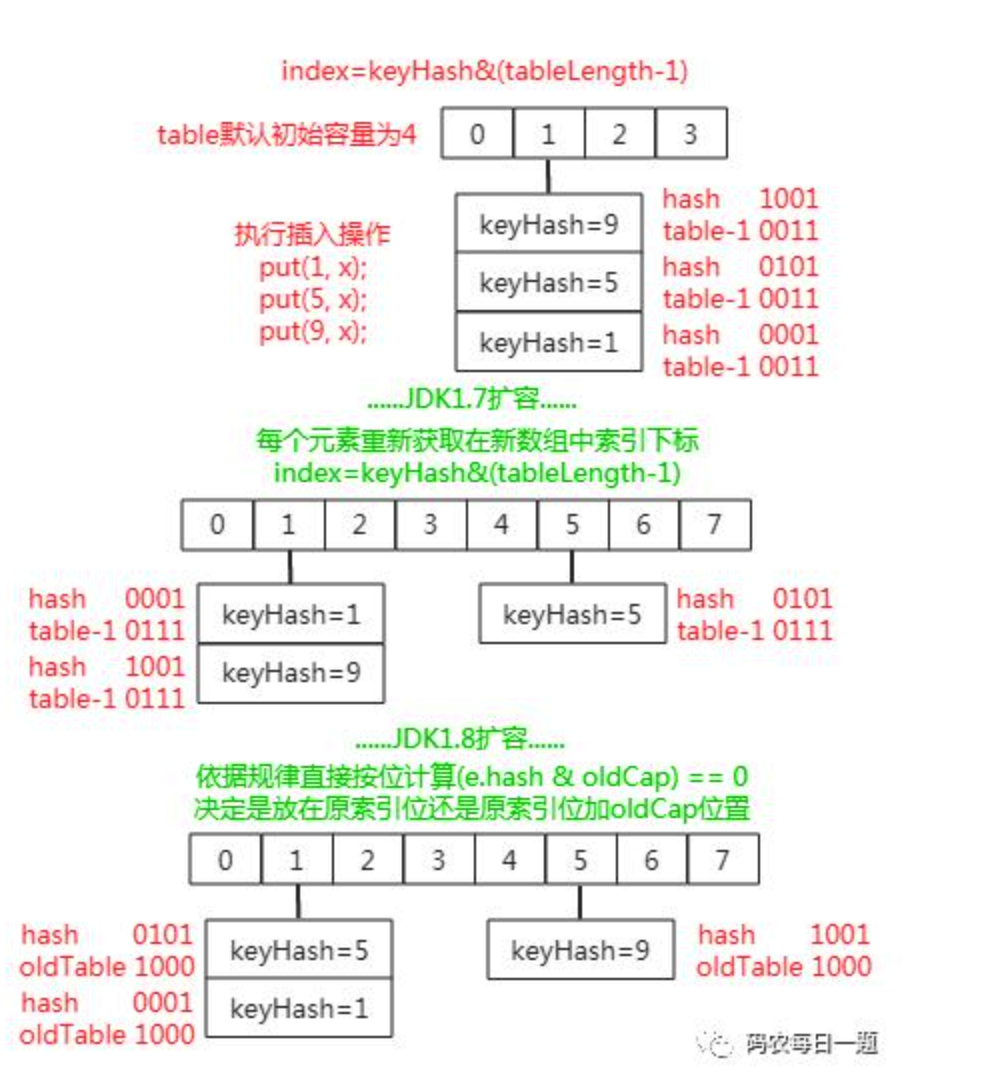 index=keyHash&(tableLength-1)
table默认初始容量为4
0 1 2 3
执行插入操作
put(1, x);
put(5, x);
put(9, x);
keyHash=9
keyHash=5
keyHash=1
hash 1001
table-1 0011
hash 0101
table-1 0011
hash 0001
table-1 0011
......JDK1.7扩容......
每个元素重新获取在新数组中索引下标
index=keyHash&(tableLength-1)
0 1 2 3 4 5 6 7
hash 0001
table-1 0111
hash 1001
table-1 0111
keyHash=1
keyHash=9
keyHash=5
hash 0101
table-1 0111
......JDK1.8扩容......
依据规律直接按位计算(e.hash & oldCap) == 0
决定是放在原索引位还是原索引位加oldCap位置
0 1 2 3 4 5 6 7
hash 0101
oldTable 1000
hash 0001
oldTable 1000
keyHash=5
keyHash=1
keyHash=9
hash 1001
oldTable 1000
码农每日一题